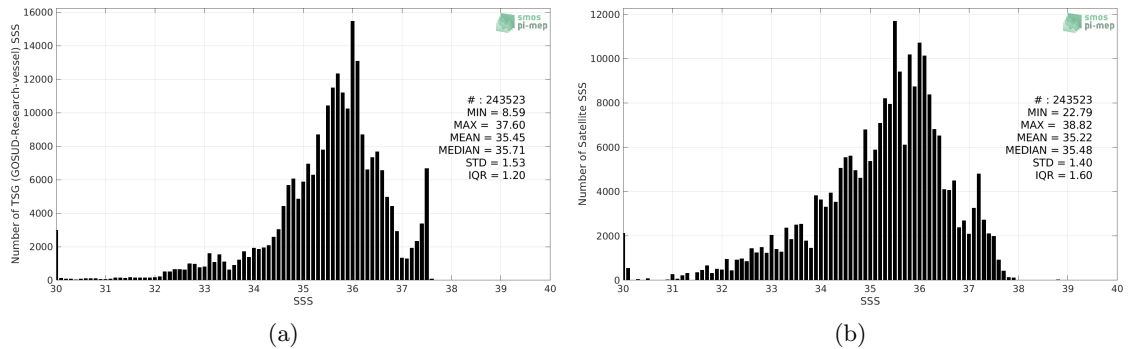 Number of TSG (GOSUD-Research-vessel) SSS
16000
14000
12000
10000
8000
6000
4000
2000
0
30 31 32 33 34 35 36 37 38 39 40
SSS
smos
pi-mep
# : 243523
MIN = 8.59
MAX = 37.60
MEAN = 35.45
MEDIAN = 35.71
STD = 1.53
IQR = 1.20
(a)
Number of Satellite SSS
12000
10000
8000
6000
4000
2000
0
30 31 32 33 34 35 36 37 38 39 40
SSS
smos
pi-mep
# : 243523
MIN = 22.79
MAX = 38.82
MEAN = 35.22
MEDIAN = 35.48
STD = 1.40
IQR = 1.60
(b)